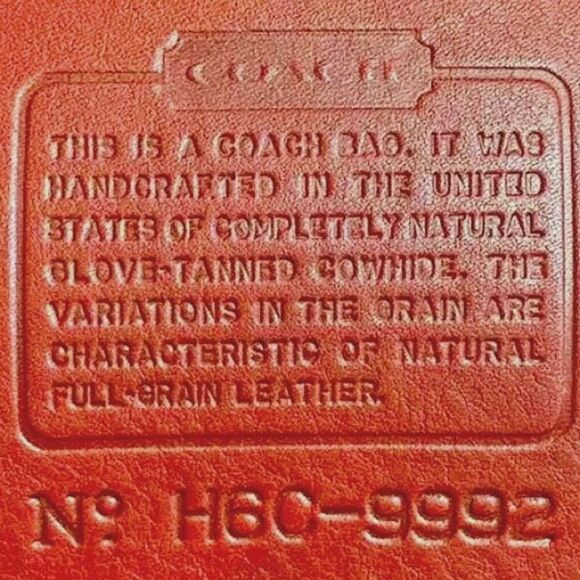 COACH
THIS IS A COACH BAG. IT WAS
HANDCRAFTED IN THE UNITED
STATES OF COMPLETELY NATURAL
GLOVE-TANNED COWHIDE. THE
VARIATIONS IN THE GRAIN ARE
CHARACTERISTIC OF NATURAL
FULL-GRAIN LEATHER.
Nº H6C-9992